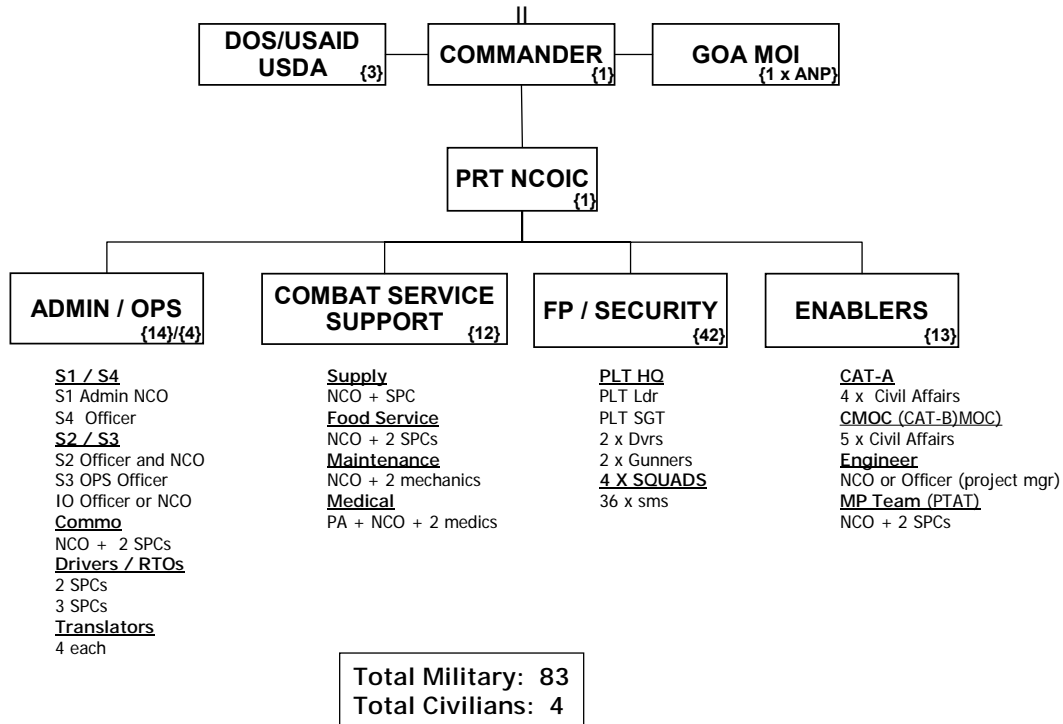 DOS/USAID
USDA
{3}
COMMANDER
{1}
GOA MOI
{1 x ANP}
PRT NCOIC
{1}
ADMIN / OPS
{14}/{4}
COMBAT SERVICE
SUPPORT
{12}
FP / SECURITY
{42}
ENABLERS
{13}
S1 / S4
S1 Admin NCO
S4 Officer
S2 / S3
S2 Officer and NCO
S3 OPS Officer
IO Officer or NCO
Commo
NCO + 2 SPCs
Drivers / RTOs
2 SPCs
3 SPCs
Translators
4 each
Supply
NCO + SPC
Food Service
NCO + 2 SPCs
Maintenance
NCO + 2 mechanics
Medical
PA + NCO + 2 medics
PLT HQ
PLT Ldr
PLT SGT
2 x Dvrs
2 x Gunners
4 X SQUADS
36 x sms
CAT-A
4 x Civil Affairs
CMOC (CAT-B)MOC)
5 x Civil Affairs
Engineer
NCO or Officer (project mgr)
MP Team (PTAT)
NCO + 2 SPCs
Total Military: 83
Total Civilians: 4